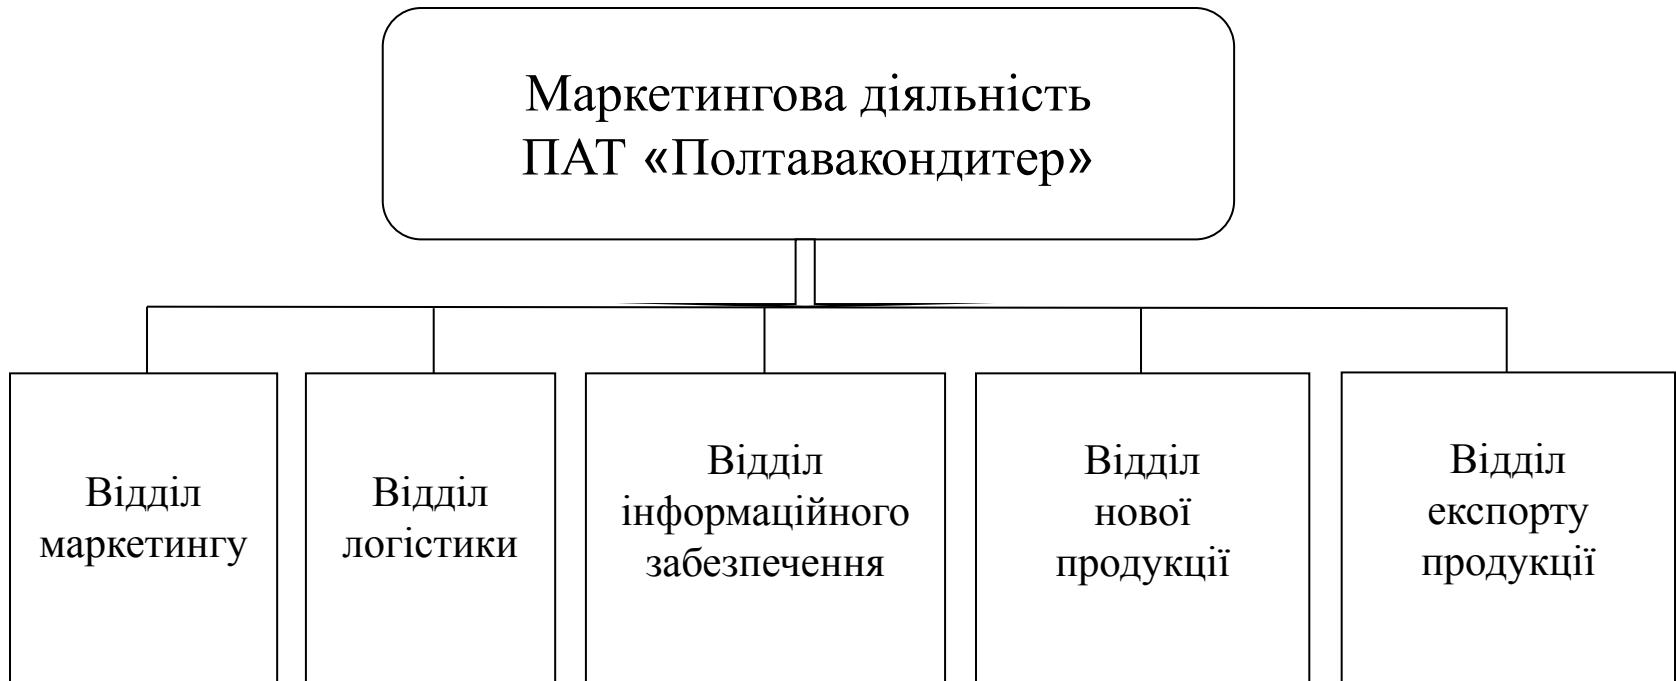 Маркетингова діяльність
ПАТ «Полтавакондитер»
Відділ
маркетингу
Відділ
логістики
Відділ
інформаційного
забезпечення
Відділ
нової
продукції
Відділ
експорту
продукції